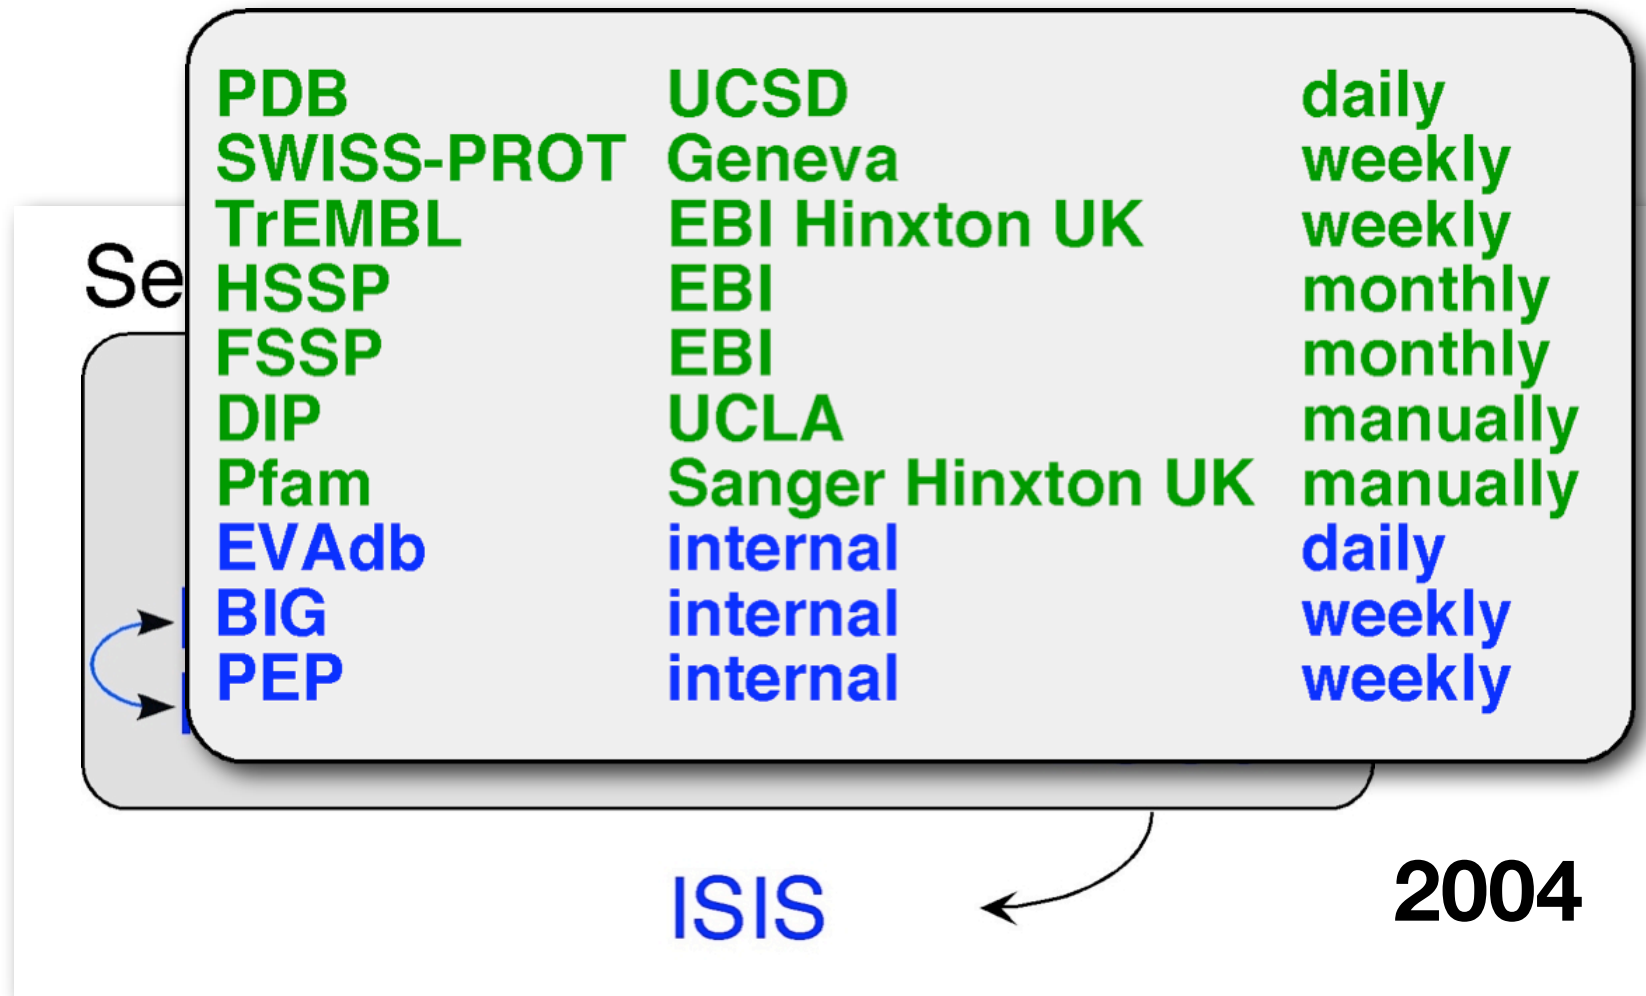 PDB UCSD daily
SWISS-PROT Geneva weekly
TrEMBL EBI Hinxton UK weekly
HSSP EBI monthly
FSSP EBI monthly
DIP UCLA manually
Pfam Sanger Hinxton UK manually
EVAdb internal daily
BIG internal weekly
PEP internal weekly
Se
ISIS
2004